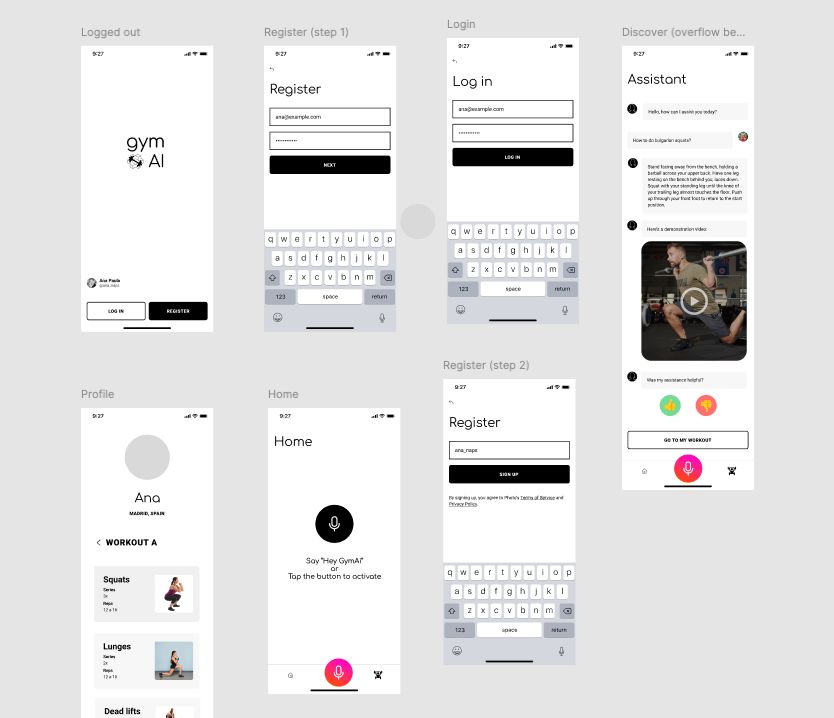 Logged out
9:27
gym
AI
Ana Paula
@ana.naps
LOG IN
REGISTER
Register (step 1)
9:27
Register
ana@example.com
NEXT
q w e r t y u i o p
a s d f g h j k l
z x c v b n m
123
space
return
Login
9:27
Log in
ana@example.com
LOG IN
q w e r t y u i o p
a s d f g h j k l
z x c v b n m
123
space
return
Discover (overflow be...
9:27
Assistant
Hello, how can I assist you today?
How to do bulgarian squats?
Stand facing away from the bench, holding a
barbell across your upper back. Have one leg
resting on the bench behind you, laces down.
Squat with your standing leg until the knee of
your trailing leg almost touches the floor. Push
up through your front foot to return to the start
position.
Here's a demonstration video:
Was my assistance helpful?
GO TO MY WORKOUT
Profile
9:27
Ana
MADRID, SPAIN
WORKOUT A
Squats
Series
3x
Reps
12 a 16
Lunges
Series
2x
Reps
12 a 16
Dead lifts
Home
9:27
Home
Say "Hey GymAi"
or
Tap the button to activate
Register (step 2)
9:27
Register
ana_naps
SIGN UP
By signing up, you agree to Photo's Terms of Service and
Privacy Policy.
q w e r t y u i o p
a s d f g h j k l
z x c v b n m
123
space
return